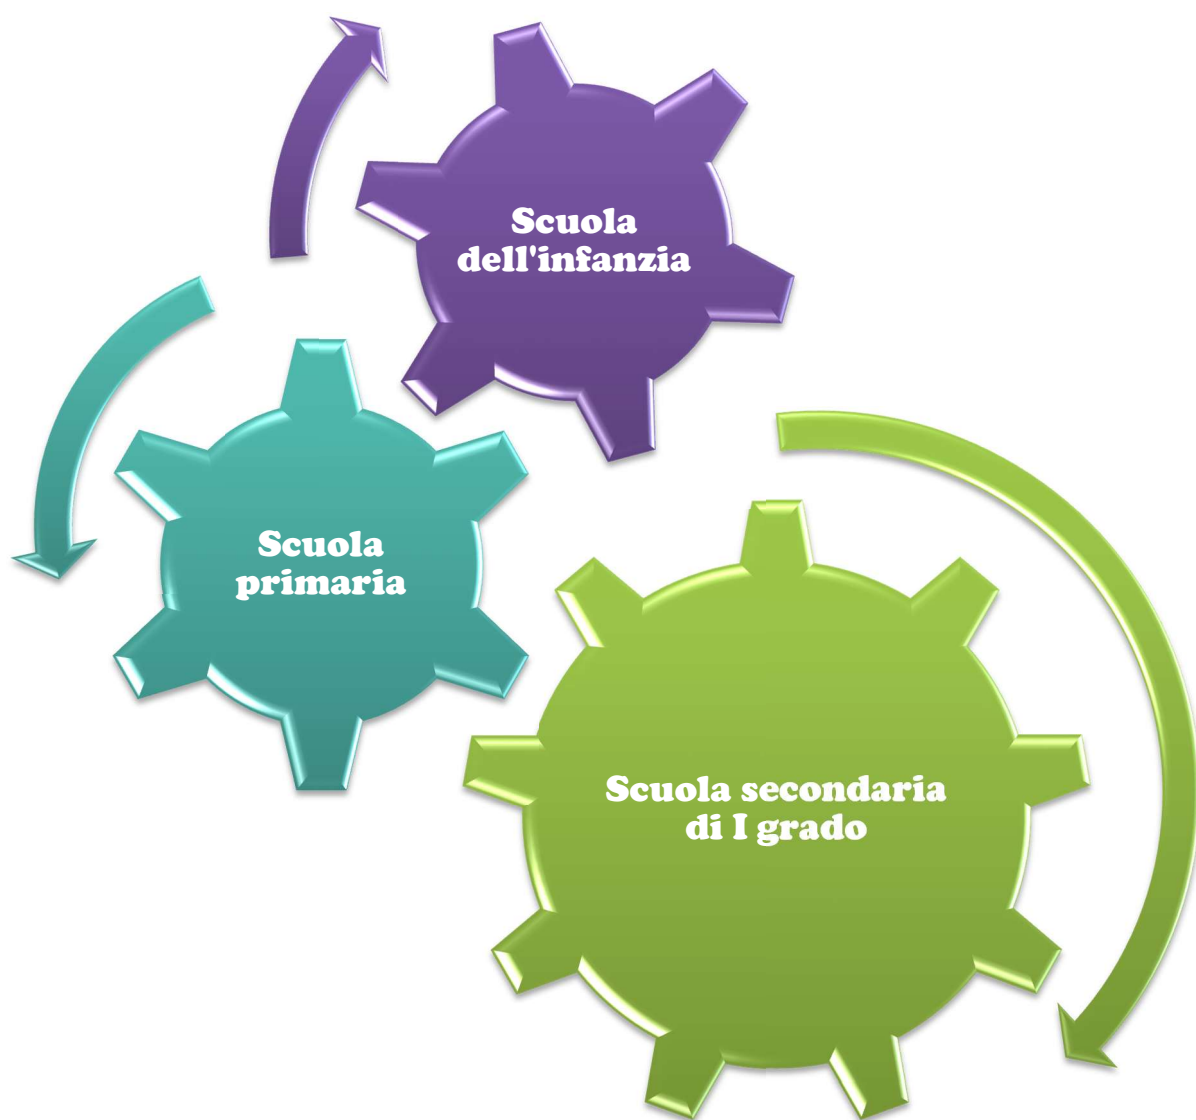 Scuola
dell'infanzia
Scuola
primaria
Scuola secondaria
di I grado